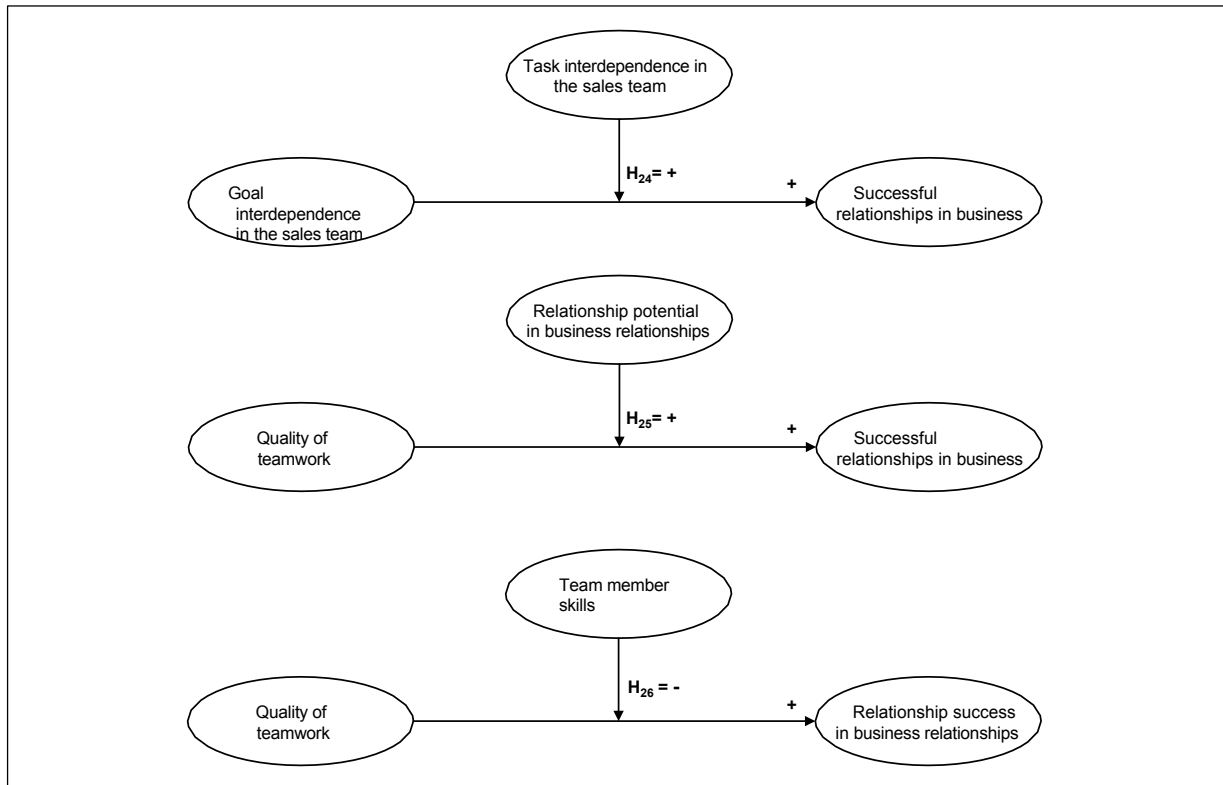 Task interdependence in
the sales team
H24= +
+
Goal
interdependence
in the sales team
Successful
relationships in business
Relationship potential
in business relationships
H25= +
+
Quality of
teamwork
Successful
relationships in business
Team member
skills
H26 = -
+
Quality of
teamwork
Relationship success
in business relationships